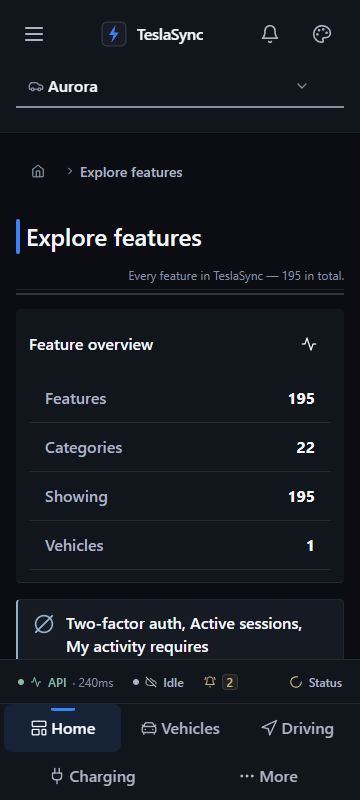 TeslaSync
Aurora
Explore features
Explore features
Every feature in TeslaSync — 195 in total.
Feature overview
Features 195
Categories 22
Showing 195
Vehicles 1
Two-factor auth, Active sessions,
My activity requires
API · 240ms Idle 2 Status
Home Vehicles Driving
Charging More